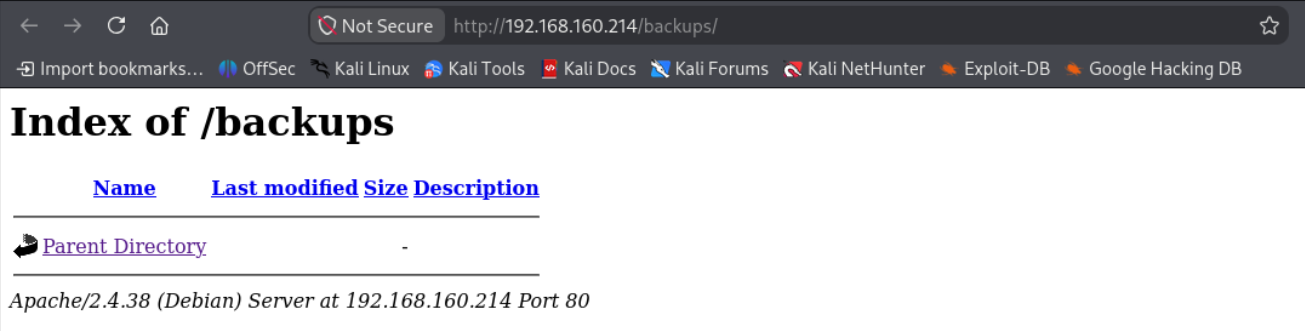 Not Secure http://192.168.160.214/backups/
Import bookmarks... OffSec Kali Linux Kali Tools Kali Docs Kali Forums Kali NetHunter Exploit-DB Google Hacking DB
Index of /backups
Name Last modified Size Description
Parent Directory -
Apache/2.4.38 (Debian) Server at 192.168.160.214 Port 80